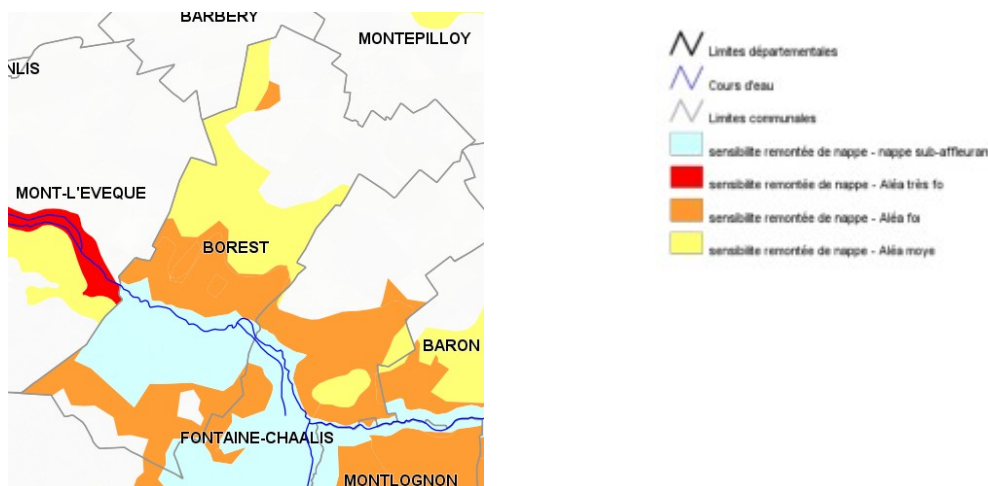 BARBERY
MONTEPILLOY
NLIS
MONT-L'EVEQUE
BOREST
BARON
FONTAINE-CHAALIS
MONTLOGNON
Limites départementales
Cours d'eau
Limites communales
sensibilite remontée de nappe - nappe sub-affleuran
sensibilite remontée de nappe - Aléa très fo
sensibilite remontée de nappe - Aléa foi
sensibilite remontée de nappe - Aléa moye